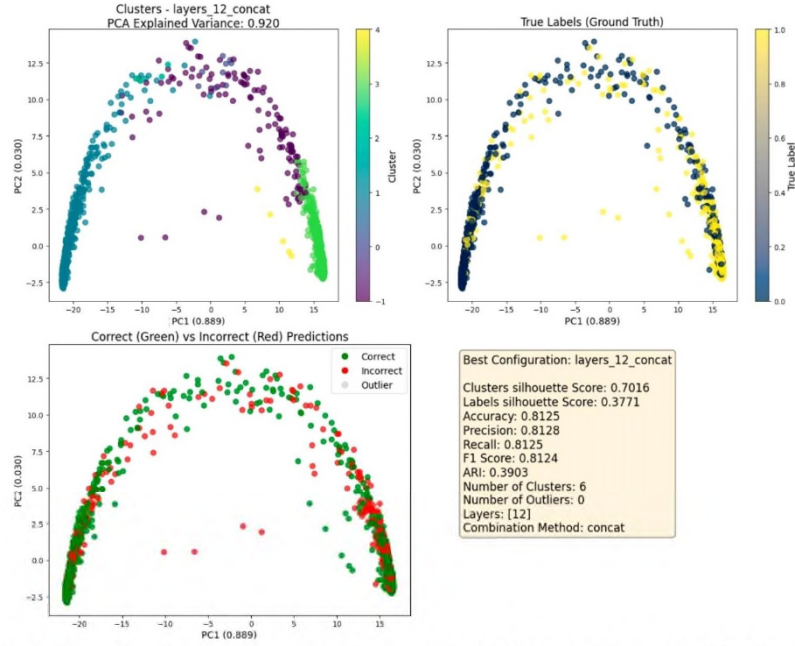 Clusters - layers_12_concat
PCA Explained Variance: 0.920
12.5
10.0
7.5
5.0
2.5
0.0
−2.5
PC2 (0.030)
−20
−15
−10
−5
0
5
10
15
PC1 (0.889)
4
3
2
1
0
−1
Cluster
True Labels (Ground Truth)
12.5
10.0
7.5
5.0
2.5
0.0
−2.5
PC2 (0.030)
−20
−15
−10
−5
0
5
10
15
PC1 (0.889)
1.0
0.8
0.6
0.4
0.2
0.0
True Label
Correct (Green) vs Incorrect (Red) Predictions
Correct
Incorrect
Outlier
12.5
10.0
7.5
5.0
2.5
0.0
−2.5
PC2 (0.030)
−20
−15
−10
−5
0
5
10
15
PC1 (0.889)
Best Configuration: layers_12_concat
Clusters silhouette Score: 0.7016
Labels silhouette Score: 0.3771
Accuracy: 0.8125
Precision: 0.8128
Recall: 0.8125
F1 Score: 0.8124
ARI: 0.3903
Number of Clusters: 6
Number of Outliers: 0
Layers: [12]
Combination Method: concat